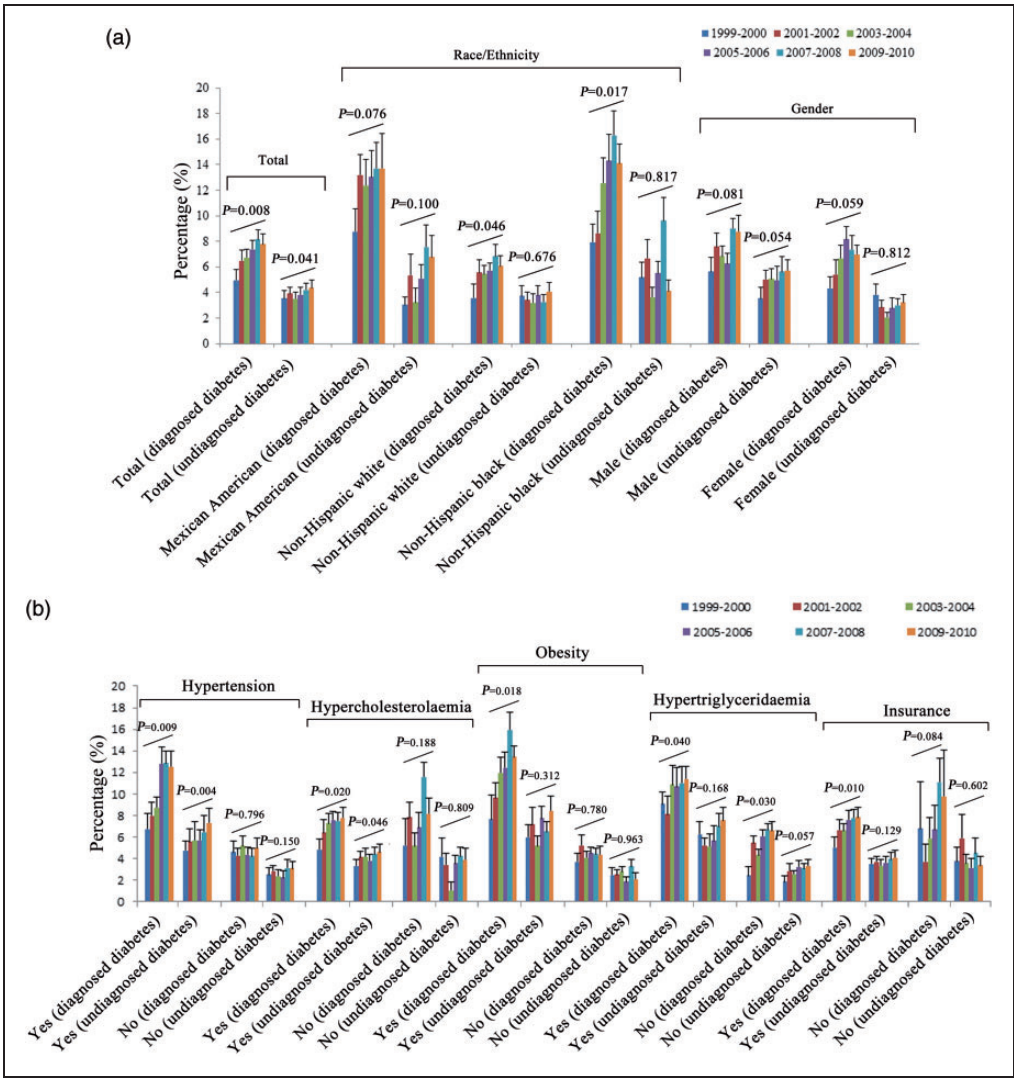 (a)
1999-2000 2001-2002 2003-2004
2005-2006 2007-2008 2009-2010
Race/Ethnicity
Gender
Total
Percentage (%)
20
18
16
14
12
10
8
6
4
2
0
P=0.008
P=0.041
P=0.076
P=0.100
P=0.046
P=0.676
P=0.017
P=0.817
P=0.081
P=0.054
P=0.059
P=0.812
Total (diagnosed diabetes)
Total (undiagnosed diabetes)
Mexican American (diagnosed diabetes)
Mexican American (undiagnosed diabetes)
Non-Hispanic white (diagnosed diabetes)
Non-Hispanic white (undiagnosed diabetes)
Non-Hispanic black (diagnosed diabetes)
Non-Hispanic black (undiagnosed diabetes)
Male (diagnosed diabetes)
Male (undiagnosed diabetes)
Female (diagnosed diabetes)
Female (undiagnosed diabetes)
(b)
1999-2000 2001-2002 2003-2004
2005-2006 2007-2008 2009-2010
Hypertension
Hypercholesterolaemia
Obesity
Hypertriglyceridaemia
Insurance
Percentage (%)
20
18
16
14
12
10
8
6
4
2
0
P=0.009
P=0.004
P=0.796
P=0.150
P=0.020
P=0.046
P=0.188
P=0.809
P=0.018
P=0.312
P=0.780
P=0.963
P=0.040
P=0.168
P=0.030
P=0.057
P=0.010
P=0.129
P=0.084
P=0.602
Yes (diagnosed diabetes)
Yes (undiagnosed diabetes)
No (diagnosed diabetes)
No (undiagnosed diabetes)
Yes (diagnosed diabetes)
Yes (undiagnosed diabetes)
No (diagnosed diabetes)
No (undiagnosed diabetes)
Yes (diagnosed diabetes)
Yes (undiagnosed diabetes)
No (diagnosed diabetes)
No (undiagnosed diabetes)
Yes (diagnosed diabetes)
Yes (undiagnosed diabetes)
No (diagnosed diabetes)
No (undiagnosed diabetes)
Yes (diagnosed diabetes)
Yes (undiagnosed diabetes)
No (diagnosed diabetes)
No (undiagnosed diabetes)